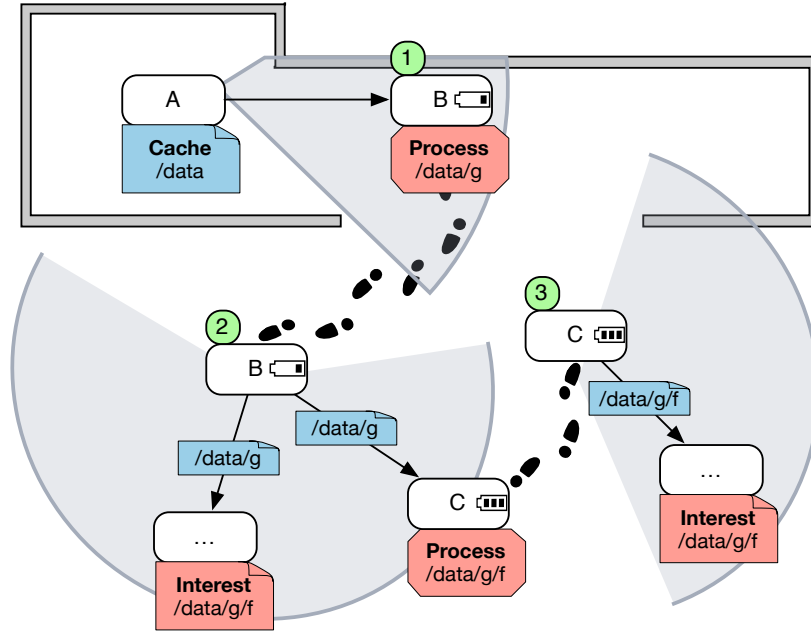 1
A
B
Cache
/data
Process
/data/g
2
B
/data/g
/data/g
...
Interest
/data/g/f
C
Process
/data/g/f
3
C
/data/g/f
...
Interest
/data/g/f